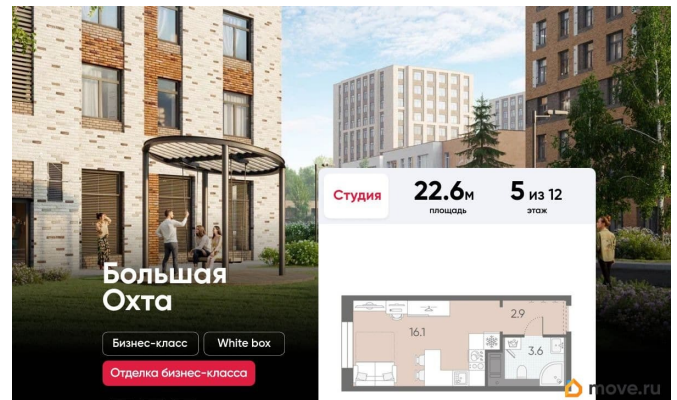 Большая
Охта
Бизнес-класс
White box
Отделка бизнес-класса
Студия
22.6м
площадь
5 из 12
этаж
16.1
2.9
3.6
move.ru